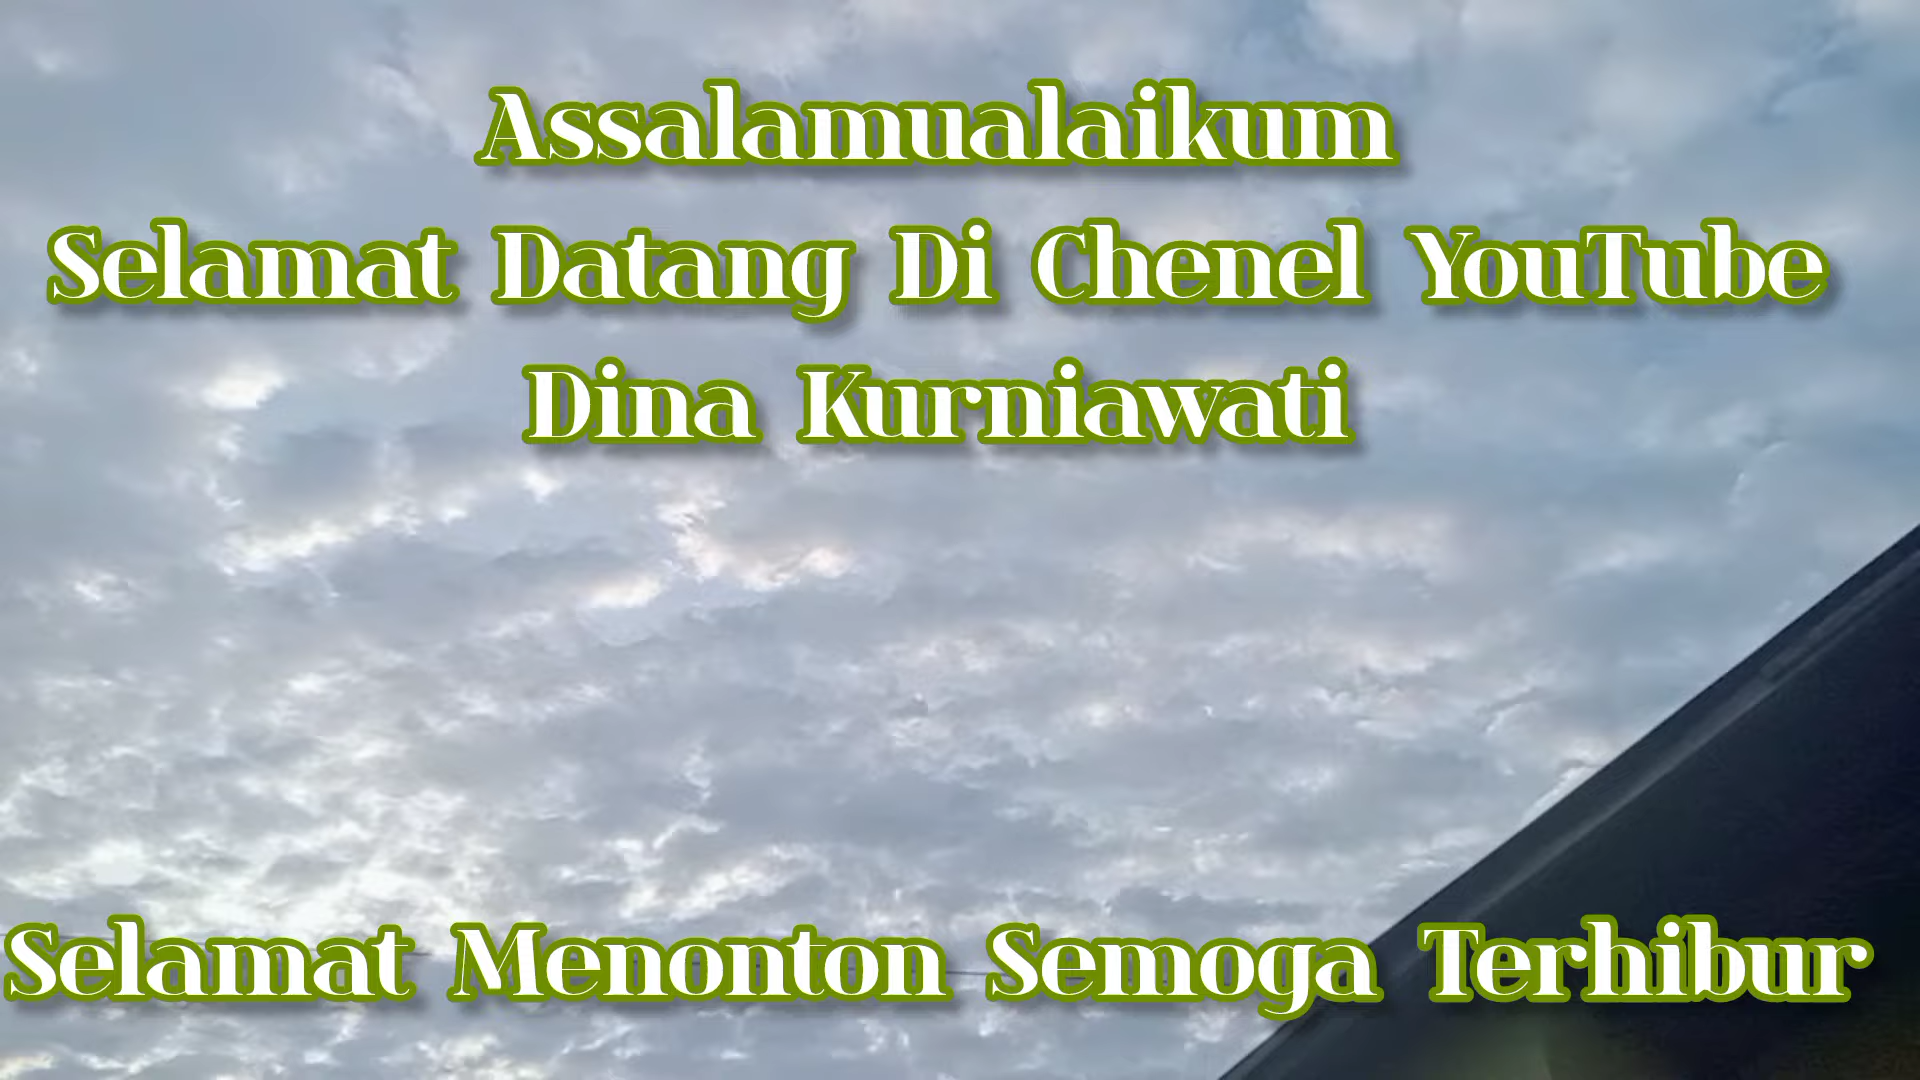 Assalamualaikum
Selamat Datang Di Chenel YouTube
Dina Kurniawati
Selamat Menonton Semoga Terhibur